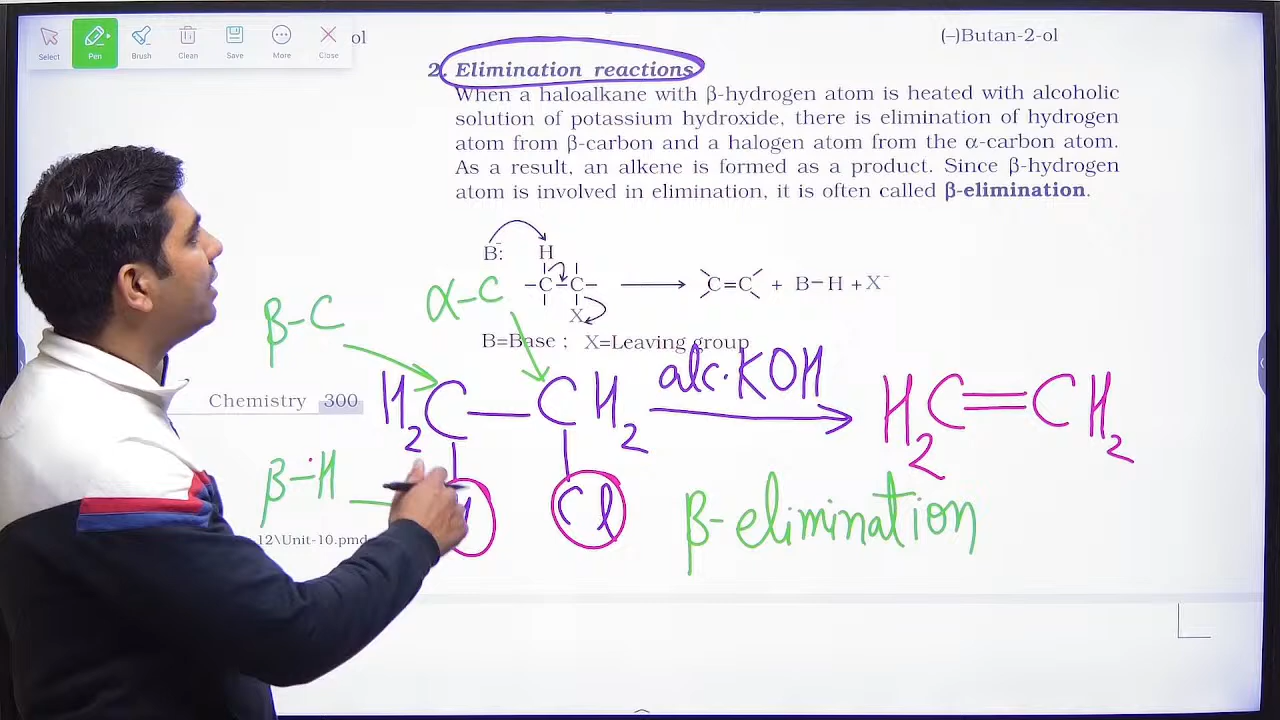 ol
(–)Butan-2-ol
Select Pen Brush Clean Save More Close
2. Elimination reactions
When a haloalkane with β-hydrogen atom is heated with alcoholic
solution of potassium hydroxide, there is elimination of hydrogen
atom from β-carbon and a halogen atom from the α-carbon atom.
As a result, an alkene is formed as a product. Since β-hydrogen
atom is involved in elimination, it is often called β-elimination.
B:⁻ H
C–C → C=C + B–H + X⁻
X
B=Base ; X=Leaving group
β-C α-C
Chemistry 300
H₂C—CH₂ alc.KOH → H₂C=CH₂
β-H Cl
β-elimination
12\Unit-10.pmd